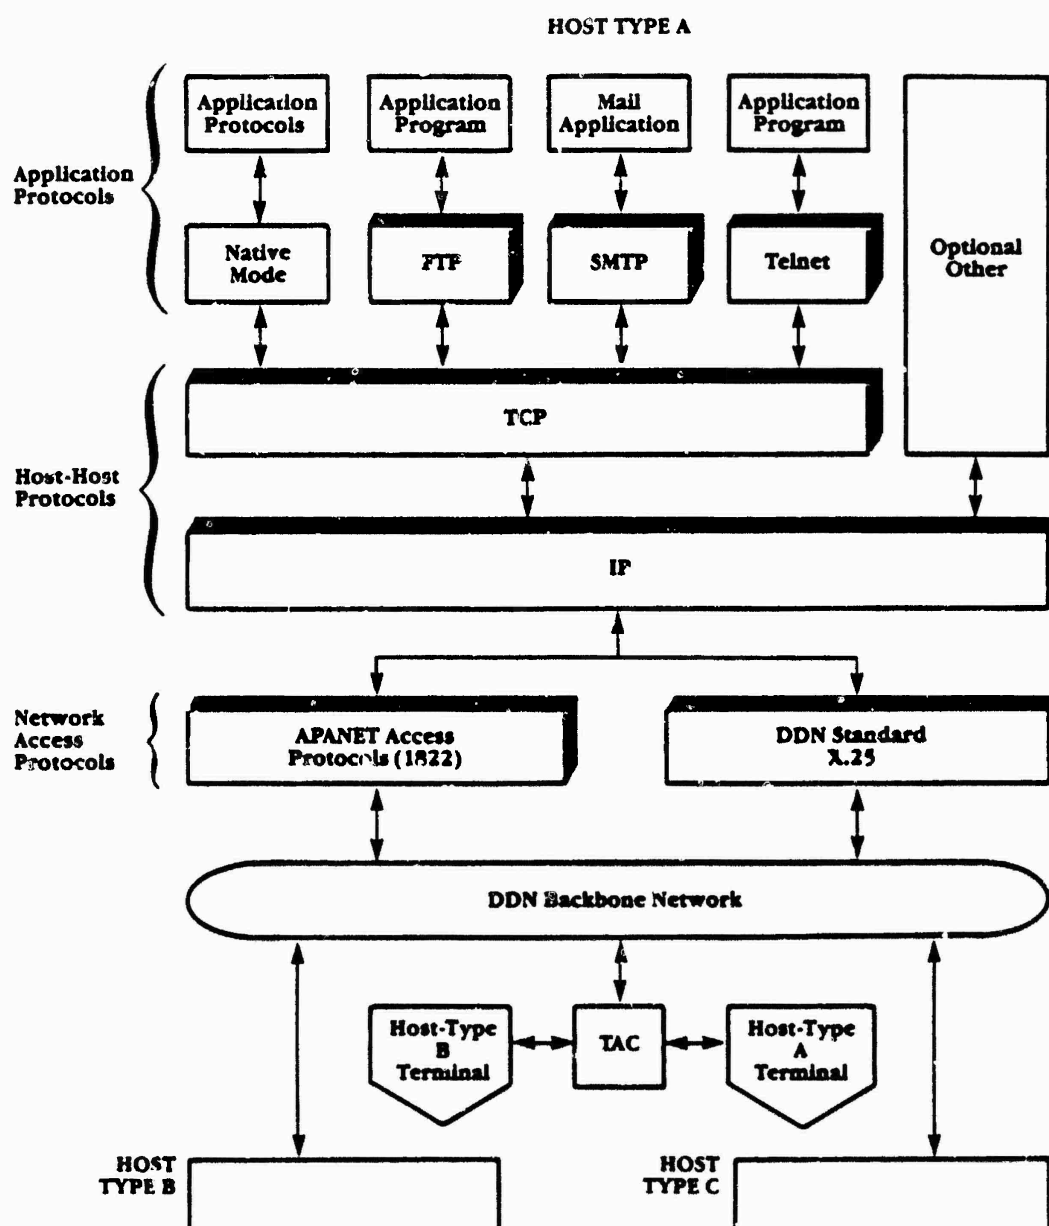 HOST TYPE A
Application
Protocols
Application
Program
Mail
Application
Application
Program
Application
Protocols
Native
Mode
FTP
SMTP
Telnet
Optional
Other
TCP
Host-Host
Protocols
IP
Network
Access
Protocols
APANET Access
Protocols (1822)
DDN Standard
X.25
DDN Backbone Network
Host-Type
B
Terminal
TAC
Host-Type
A
Terminal
HOST
TYPE B
HOST
TYPE C